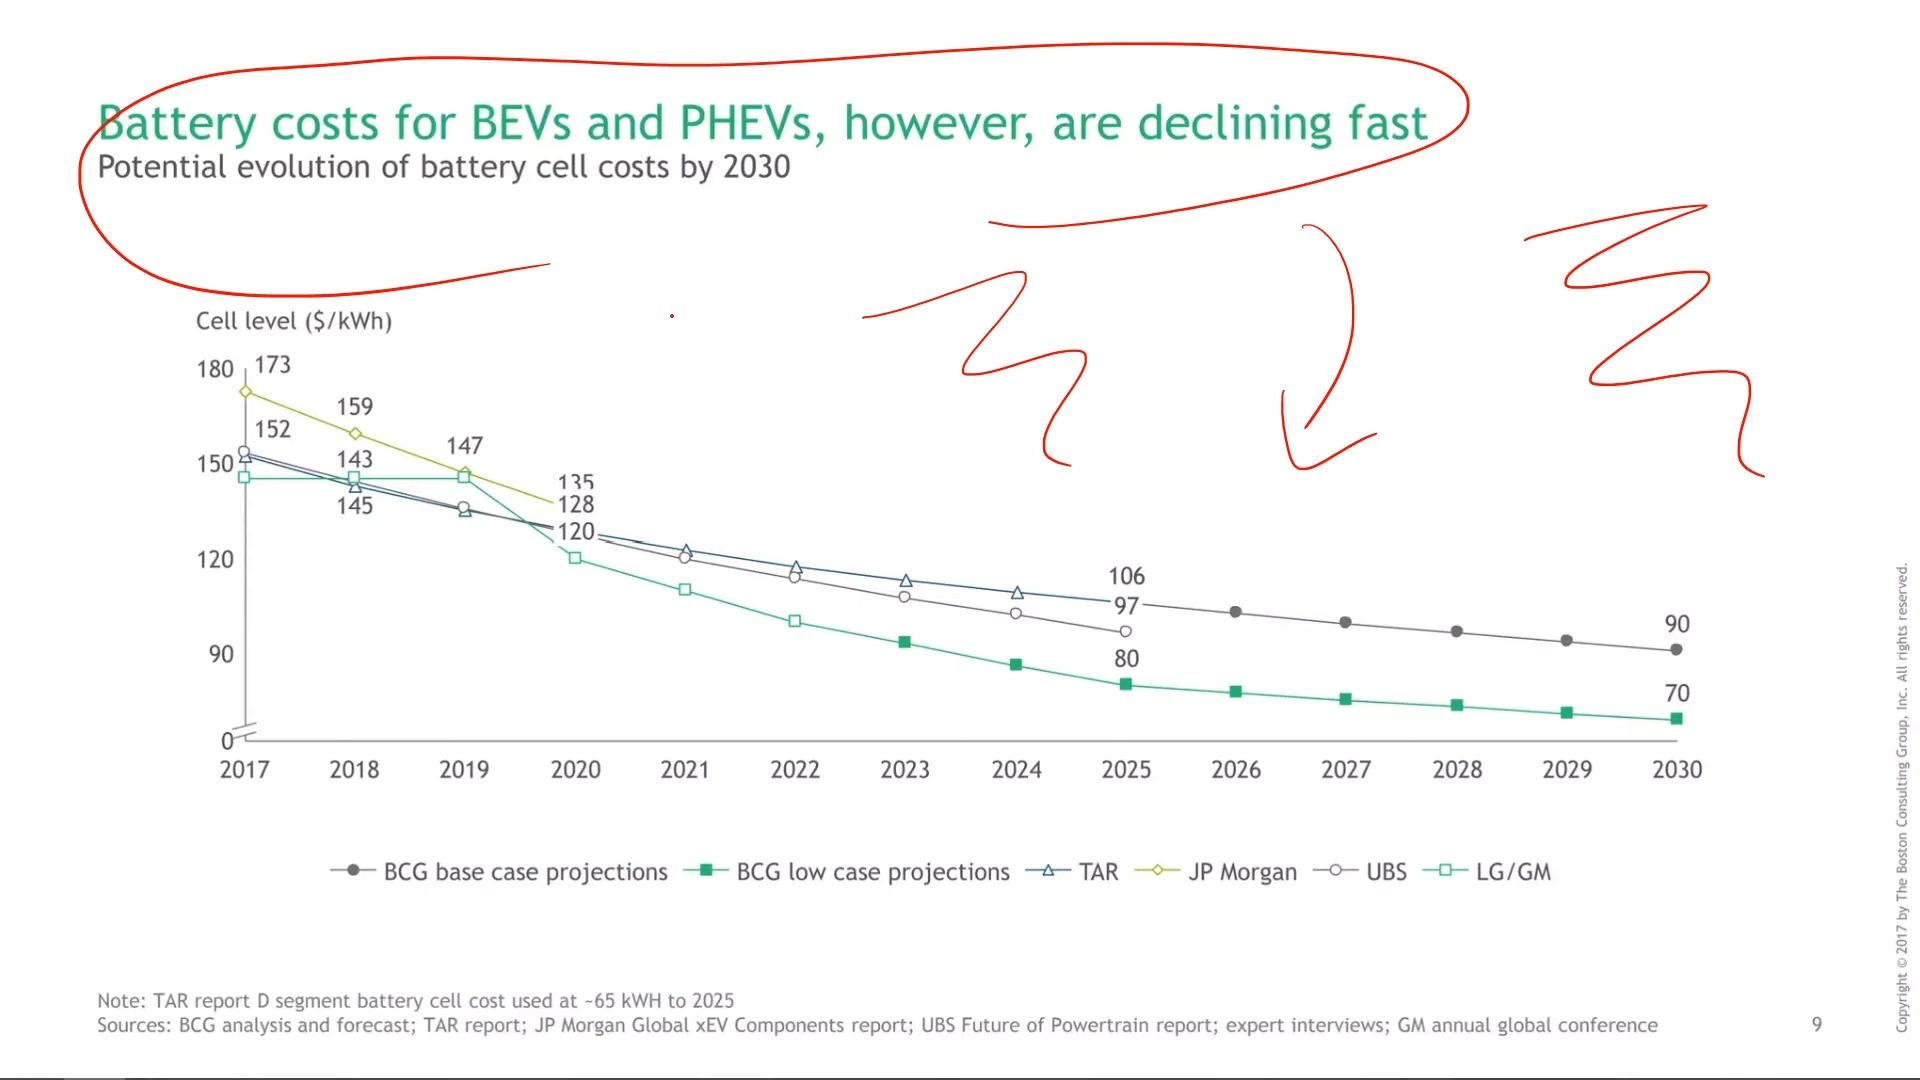 Battery costs for BEVs and PHEVs, however, are declining fast
Potential evolution of battery cell costs by 2030
Cell level ($/kWh)
180
150
120
90
0
173
152
159
143
145
147
135
128
120
106
97
80
90
70
2017 2018 2019 2020 2021 2022 2023 2024 2025 2026 2027 2028 2029 2030
BCG base case projections BCG low case projections TAR JP Morgan UBS LG/GM
Note: TAR report D segment battery cell cost used at ~65 kWH to 2025
Sources: BCG analysis and forecast; TAR report; JP Morgan Global xEV Components report; UBS Future of Powertrain report; expert interviews; GM annual global conference
9
Copyright © 2017 by The Boston Consulting Group, Inc. All rights reserved.